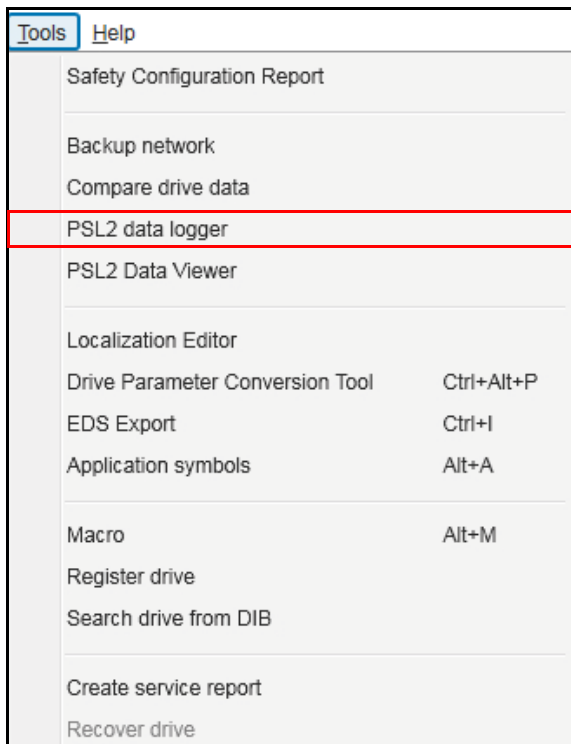 Tools Help
Safety Configuration Report
Backup network
Compare drive data
PSL2 data logger
PSL2 Data Viewer
Localization Editor
Drive Parameter Conversion Tool Ctrl+Alt+P
EDS Export Ctrl+I
Application symbols Alt+A
Macro Alt+M
Register drive
Search drive from DIB
Create service report
Recover drive